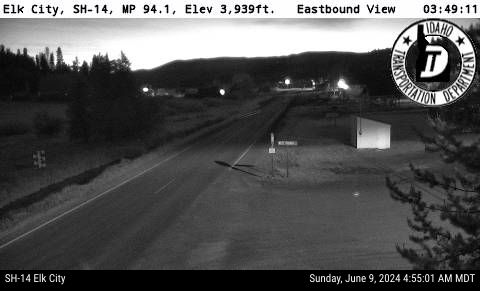 Elk City, SH-14, MP 94.1, Elev 3,939ft. Eastbound View 03:49:11
IDAHO
TRANSPORTATION DEPARTMENT
SH-14 Elk City Sunday, June 9, 2024 4:55:01 AM MDT